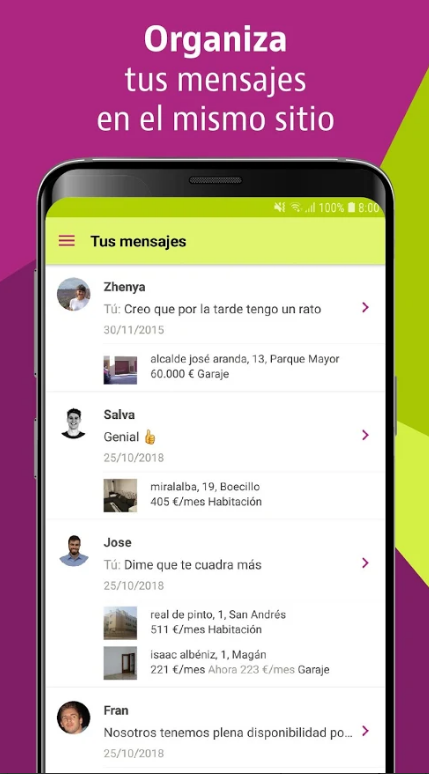 Organiza
tus mensajes
en el mismo sitio
100% 8:00
Tus mensajes
Zhenya
Tú: Creo que por la tarde tengo un rato
30/11/2015
alcalde josé aranda, 13, Parque Mayor
60.000 € Garaje
Salva
Genial 👍
25/10/2018
miralalba, 19, Boecillo
405 €/mes Habitación
Jose
Tú: Dime que te cuadra más
25/10/2018
real de pinto, 1, San Andrés
511 €/mes Habitación
isaac albéniz, 1, Magán
221 €/mes Ahora 223 €/mes Garaje
Fran
Nosotros tenemos plena disponibilidad po...
25/10/2018